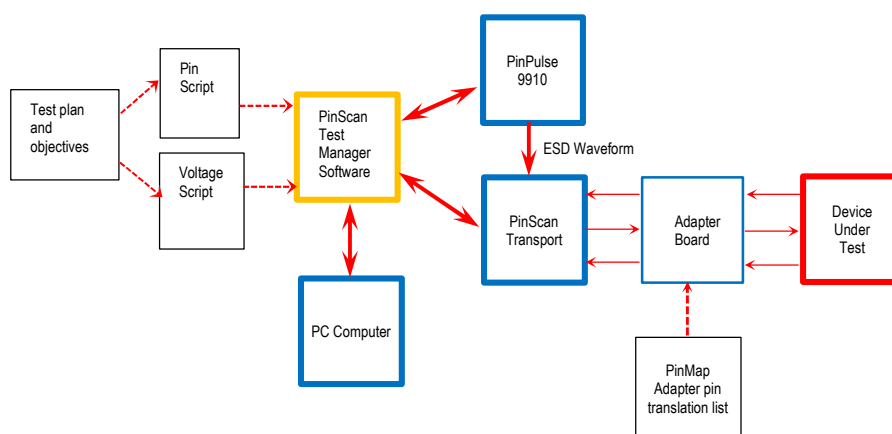 Test plan
and
objectives
Pin
Script
Voltage
Script
PinScan
Test
Manager
Software
PC Computer
PinPulse
9910
ESD Waveform
PinScan
Transport
Adapter
Board
Device
Under
Test
PinMap
Adapter pin
translation list